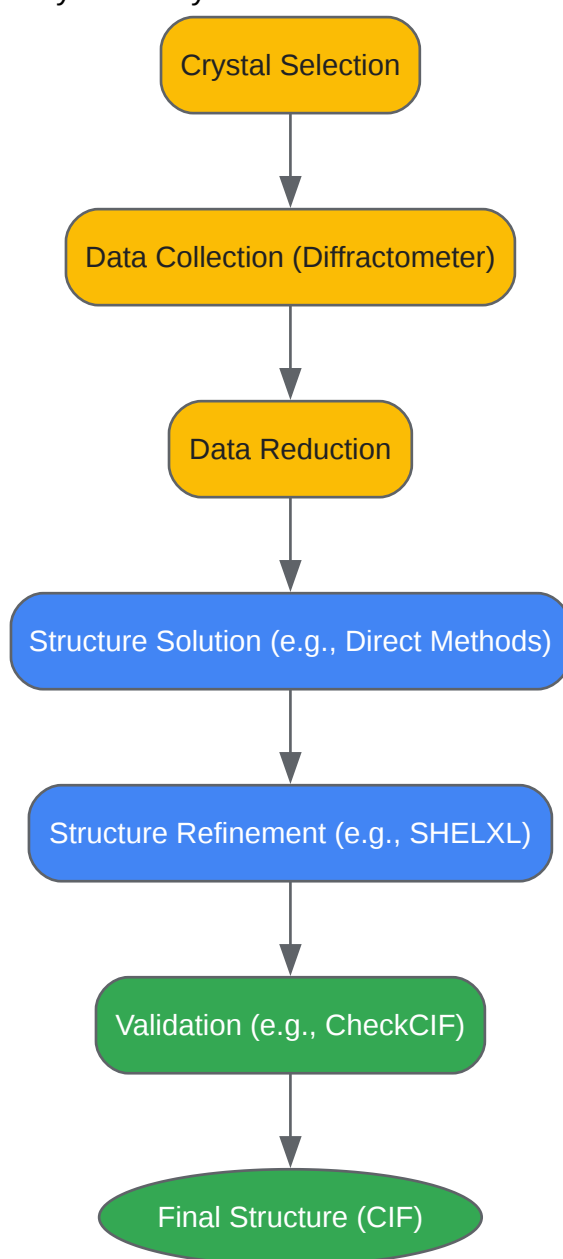 Crystal Selection
Data Collection (Diffractometer)
Data Reduction
Structure Solution (e.g., Direct Methods)
Structure Refinement (e.g., SHELXL)
Validation (e.g., CheckCIF)
Final Structure (CIF)